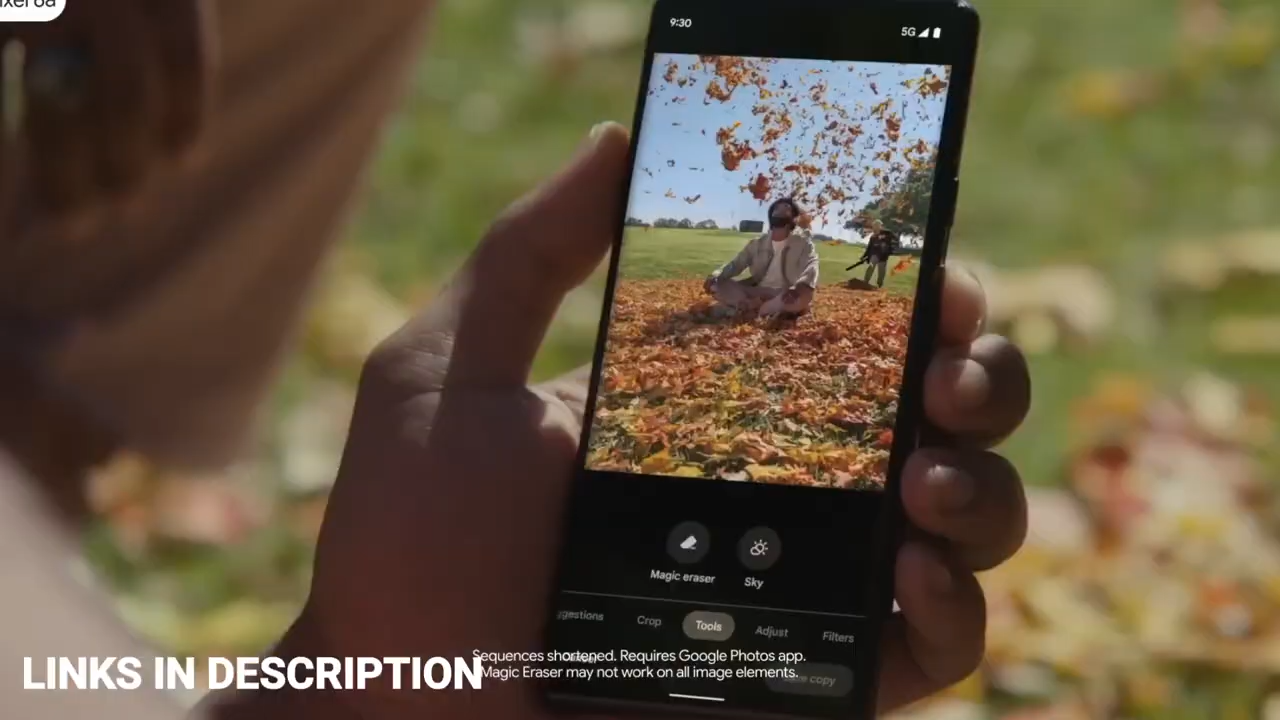 9:30
5G
Magic eraser
Sky
Crop
Tools
Adjust
Filters
Sequences shortened. Requires Google Photos app.
Magic Eraser may not work on all image elements.
copy
LINKS IN DESCRIPTION